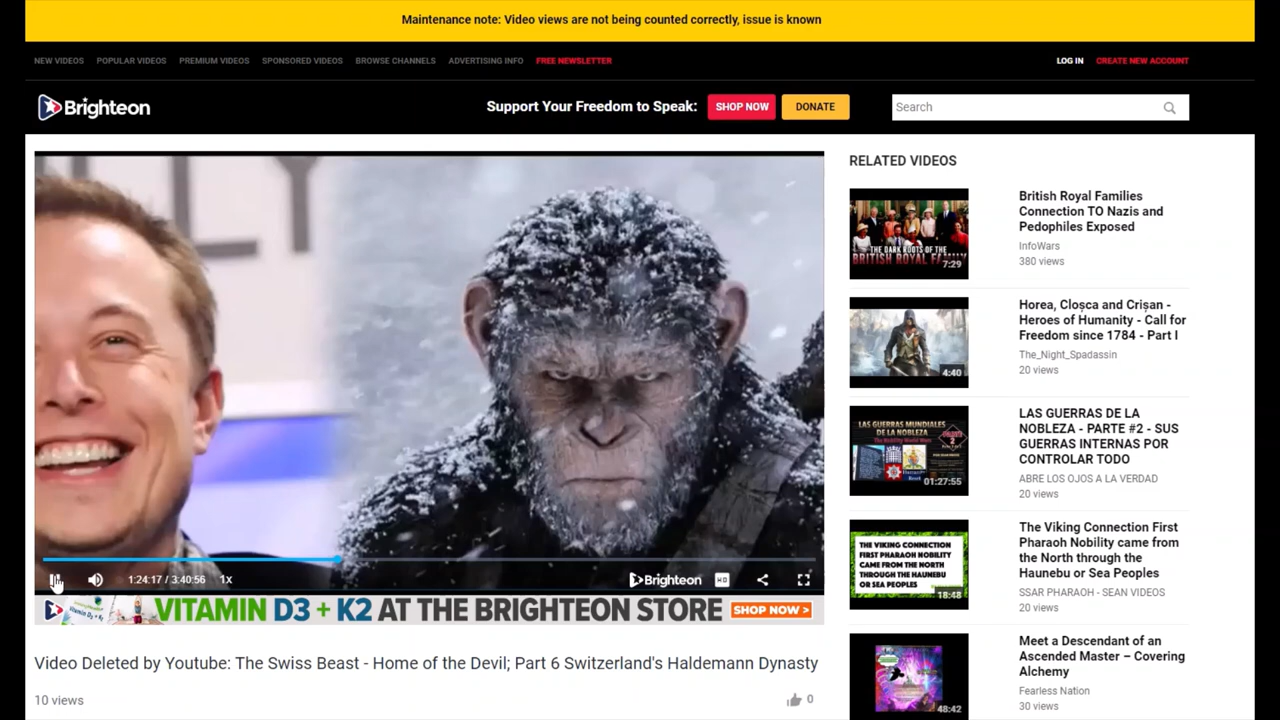 Maintenance note: Video views are not being counted correctly, issue is known
NEW VIDEOS POPULAR VIDEOS PREMIUM VIDEOS SPONSORED VIDEOS BROWSE CHANNELS ADVERTISING INFO FREE NEWSLETTER LOG IN CREATE NEW ACCOUNT
Brighteon Support Your Freedom to Speak: SHOP NOW DONATE Search
1:24:17 / 3:40:56 1x Brighteon HD
VITAMIN D3 + K2 AT THE BRIGHTEON STORE SHOP NOW >
Video Deleted by Youtube: The Swiss Beast - Home of the Devil; Part 6 Switzerland's Haldemann Dynasty
10 views 0
RELATED VIDEOS
THE DARK ROOTS OF THE
BRITISH ROYAL FA
7:29
British Royal Families
Connection TO Nazis and
Pedophiles Exposed
InfoWars
380 views
4:40
Horea, Cloșca and Crișan -
Heroes of Humanity - Call for
Freedom since 1784 - Part I
The_Night_Spadassin
20 views
LAS GUERRAS MUNDIALES
DE LA NOBLEZA
The Nobility World Wars
01:27:55
LAS GUERRAS DE LA
NOBLEZA - PARTE #2 - SUS
GUERRAS INTERNAS POR
CONTROLAR TODO
ABRE LOS OJOS A LA VERDAD
20 views
THE VIKING CONNECTION
FIRST PHARAOH NOBILITY
CAME FROM THE NORTH
THROUGH THE HAUNEBU
OR SEA PEOPLES
18:48
The Viking Connection First
Pharaoh Nobility came from
the North through the
Haunebu or Sea Peoples
SSAR PHARAOH - SEAN VIDEOS
20 views
48:42
Meet a Descendant of an
Ascended Master – Covering
Alchemy
Fearless Nation
30 views